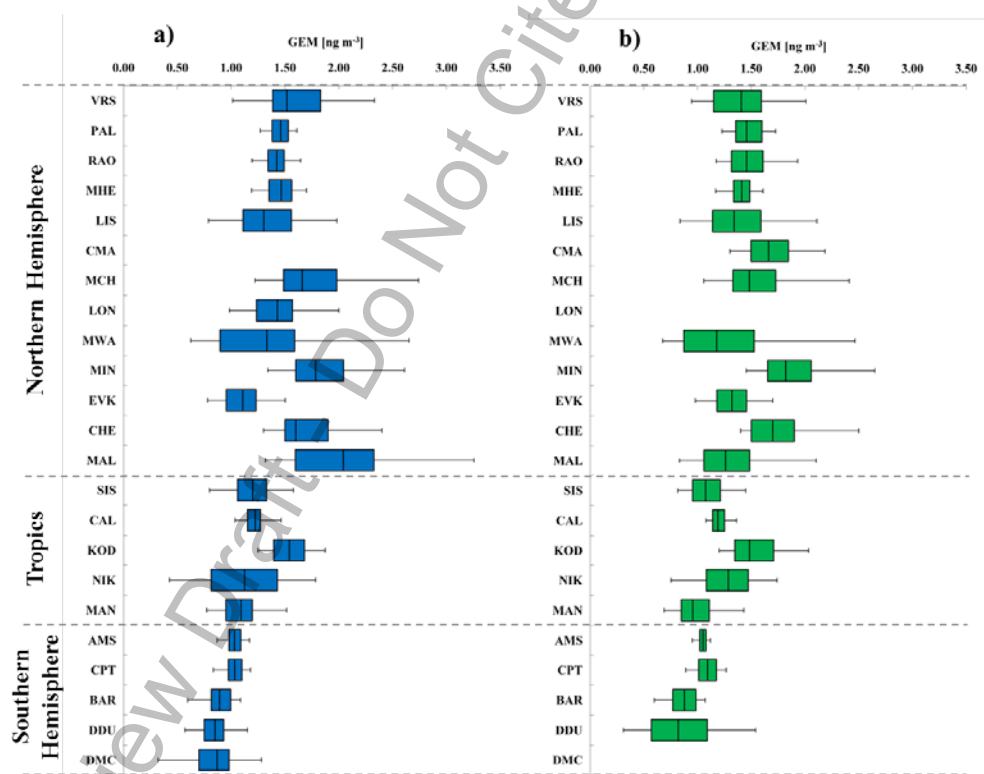 a)
GEM [ng m⁻³]
0.00 0.50 1.00 1.50 2.00 2.50 3.00 3.50
b)
GEM [ng m⁻³]
0.00 0.50 1.00 1.50 2.00 2.50 3.00 3.50
Northern Hemisphere
VRS VRS
PAL PAL
RAO RAO
MHE MHE
LIS LIS
CMA CMA
MCH MCH
LON LON
MWA MWA
MIN MIN
EVK EVK
CHE CHE
MAL MAL
Tropics
SIS SIS
CAL CAL
KOD KOD
NIK NIK
MAN MAN
Southern
Hemisphere
AMS AMS
CPT CPT
BAR BAR
DDU DDU
DMC DMC
iew Draft - Do Not Cite